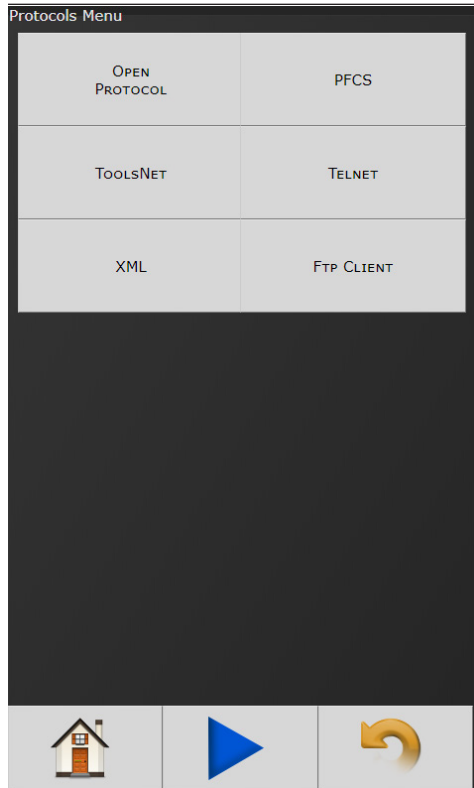 Protocols Menu
Open
Protocol
PFCS
ToolsNet
Telnet
XML
Ftp Client